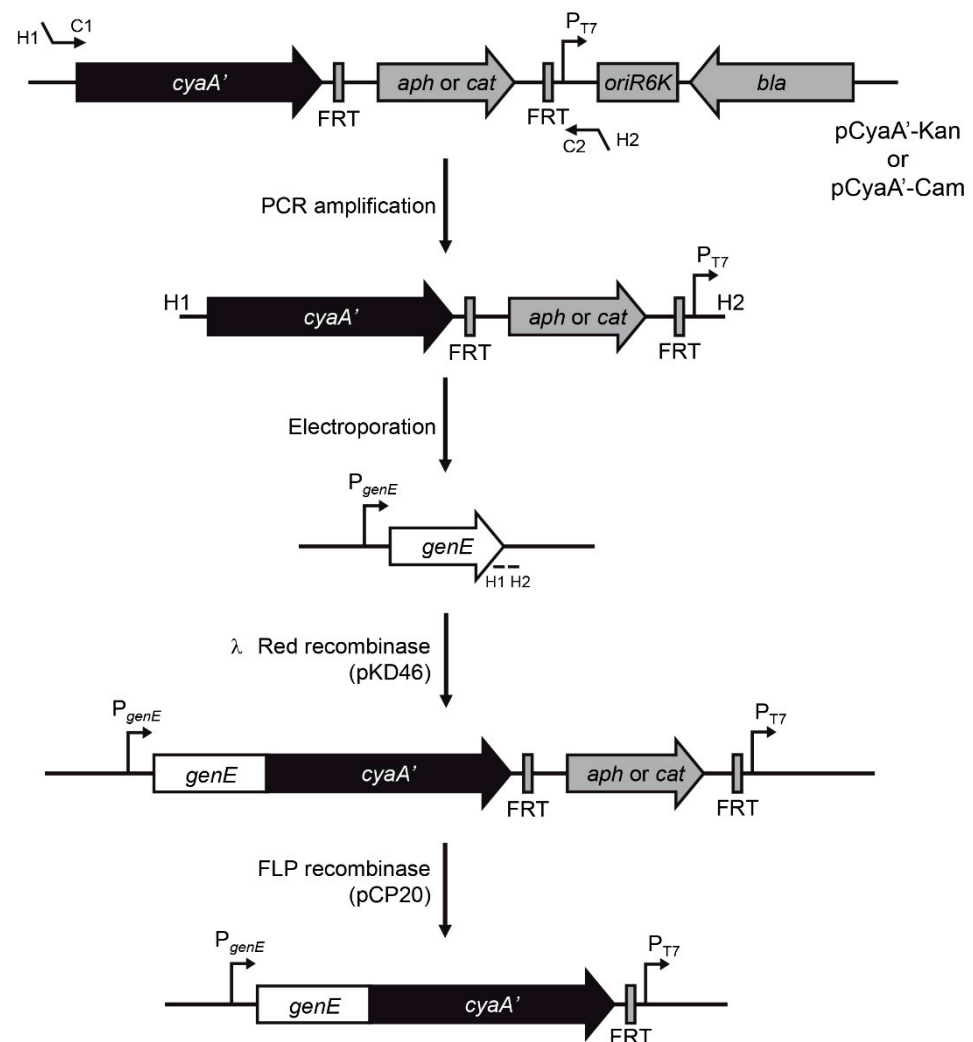 H1 C1
P T7
cyaA'
aph or cat
oriR6K
bla
FRT
FRT
C2 H2
pCyaA'-Kan
or
pCyaA'-Cam
PCR amplification
P T7
H1
cyaA'
aph or cat
H2
FRT
FRT
Electroporation
P genE
genE
H1 H2
λ Red recombinase
(pKD46)
P genE
P T7
genE
cyaA'
aph or cat
FRT
FRT
FLP recombinase
(pCP20)
P genE
P T7
genE
cyaA'
FRT